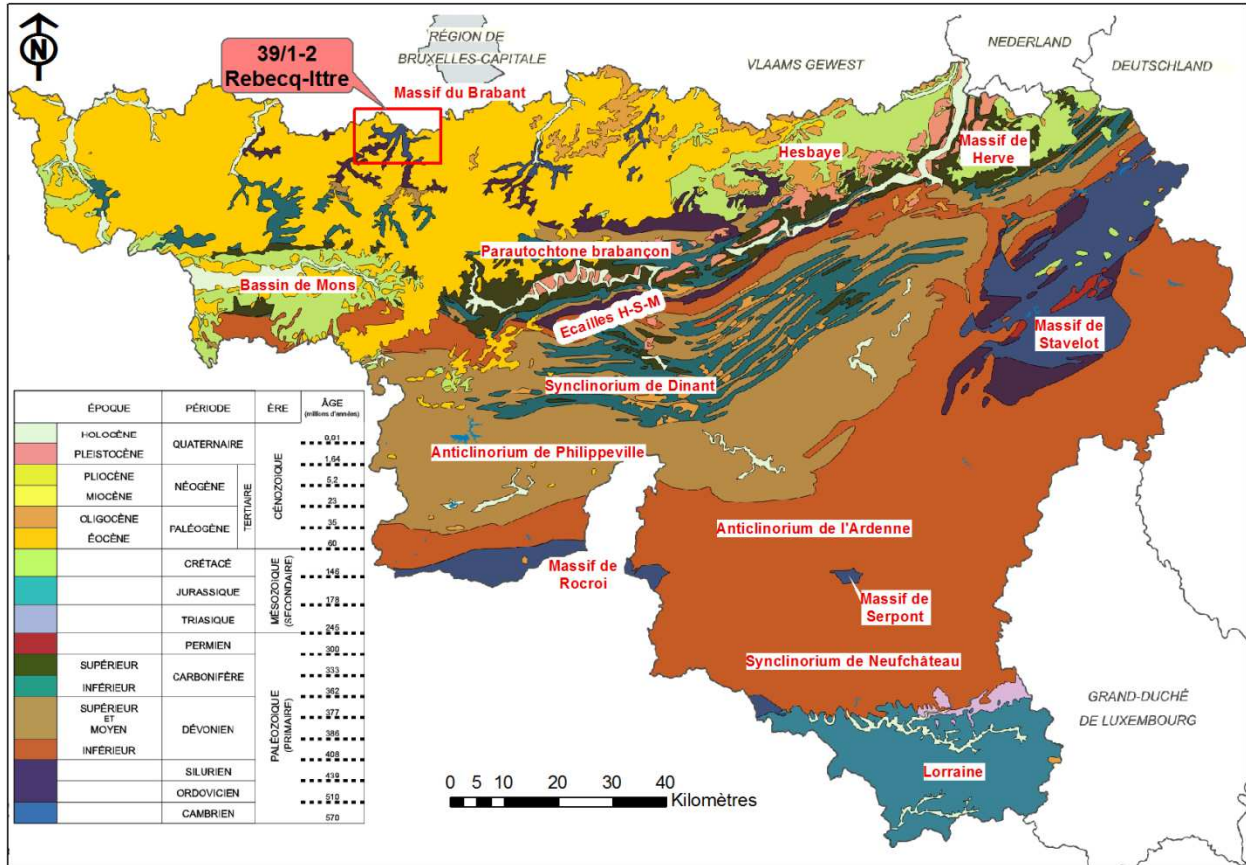 N
39/1-2
Rebecq-Ittre
RÉGION DE
BRUXELLES-CAPITALE
Massif du Brabant
VLAAMS GEWEST
NEDERLAND
DEUTSCHLAND
Hesbaye
Massif de
Herve
Parautochtone brabançon
Bassin de Mons
Ecailles H-S-M
Massif de
Stavelot
Synclinorium de Dinant
Anticlinorium de Philippeville
Anticlinorium de l'Ardenne
Massif de
Rocroi
Massif de
Serpont
Synclinorium de Neufchâteau
GRAND-DUCHÉ
DE LUXEMBOURG
Lorraine
0 5 10 20 30 40
Kilomètres
ÉPOQUE PÉRIODE ÈRE ÂGE
(millions d'années)
HOLOCÈNE QUATERNAIRE 0,01
PLEISTOCÈNE 1,64
PLIOCÈNE NÉOGÈNE 5,2
MIOCÈNE 23
OLIGOCÈNE PALÉOGÈNE 35
ÉOCÈNE 60
TERTIAIRE
CÉNOZOIQUE
CRÉTACÉ 146
JURASSIQUE 178
TRIASIQUE 245
MÉSOZOIQUE
(SECONDAIRE)
PERMIEN 300
SUPÉRIEUR CARBONIFÈRE 333
INFÉRIEUR 362
SUPÉRIEUR 377
ET
MOYEN DÉVONIEN 386
INFÉRIEUR 408
SILURIEN 439
ORDOVICIEN 510
CAMBRIEN 570
PALÉOZOIQUE
(PRIMAIRE)